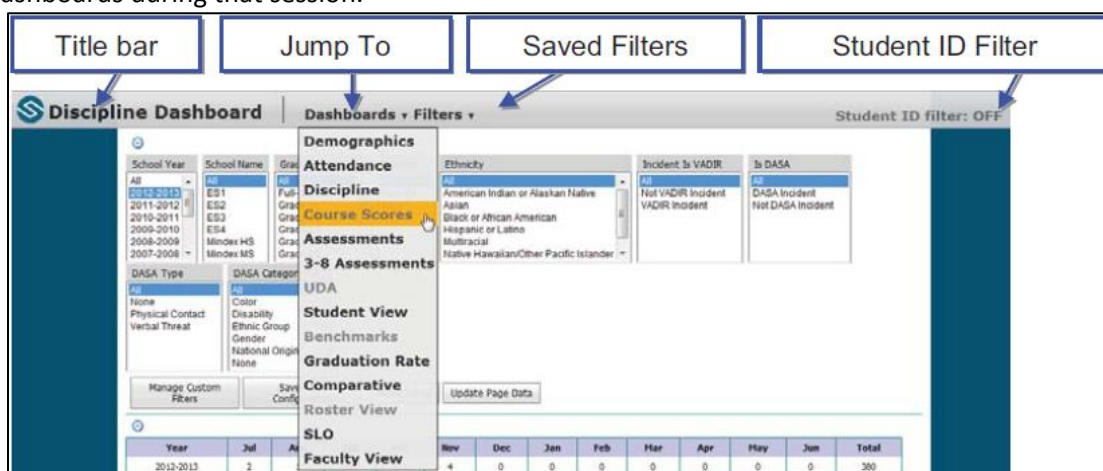 dashboards during that session.
Title bar
Jump To
Saved Filters
Student ID Filter
Discipline Dashboard
Dashboards
Filters
Student ID filter: OFF
Demographics
Attendance
Discipline
Course Scores
Assessments
3-8 Assessments
UDA
Student View
Benchmarks
Graduation Rate
Comparative
Roster View
SLO
Faculty View
School Year
All
2012-2013
2011-2012
2010-2011
2009-2010
2008-2009
2007-2008
School Name
All
ES1
ES2
ES3
ES4
Mindex HS
Mindex MS
Ethnicity
All
American Indian or Alaskan Native
Asian
Black or African American
Hispanic or Latino
Multiracial
Native Hawaiian/Other Pacific Islander
Incident Is VADIR
All
Not VADIR Incident
VADIR Incident
Is DASA
All
DASA Incident
Not DASA Incident
DASA Type
All
None
Physical Contact
Verbal Threat
DASA Categor
All
Color
Disability
Ethnic Group
Gender
National Origin
None
Manage Custom
Filters
Save
Config
Update Page Data
Year Jul Nov Dec Jan Feb Mar Apr May Jun Total
2012-2013 2 4 0 0 0 0 0 0 0 380